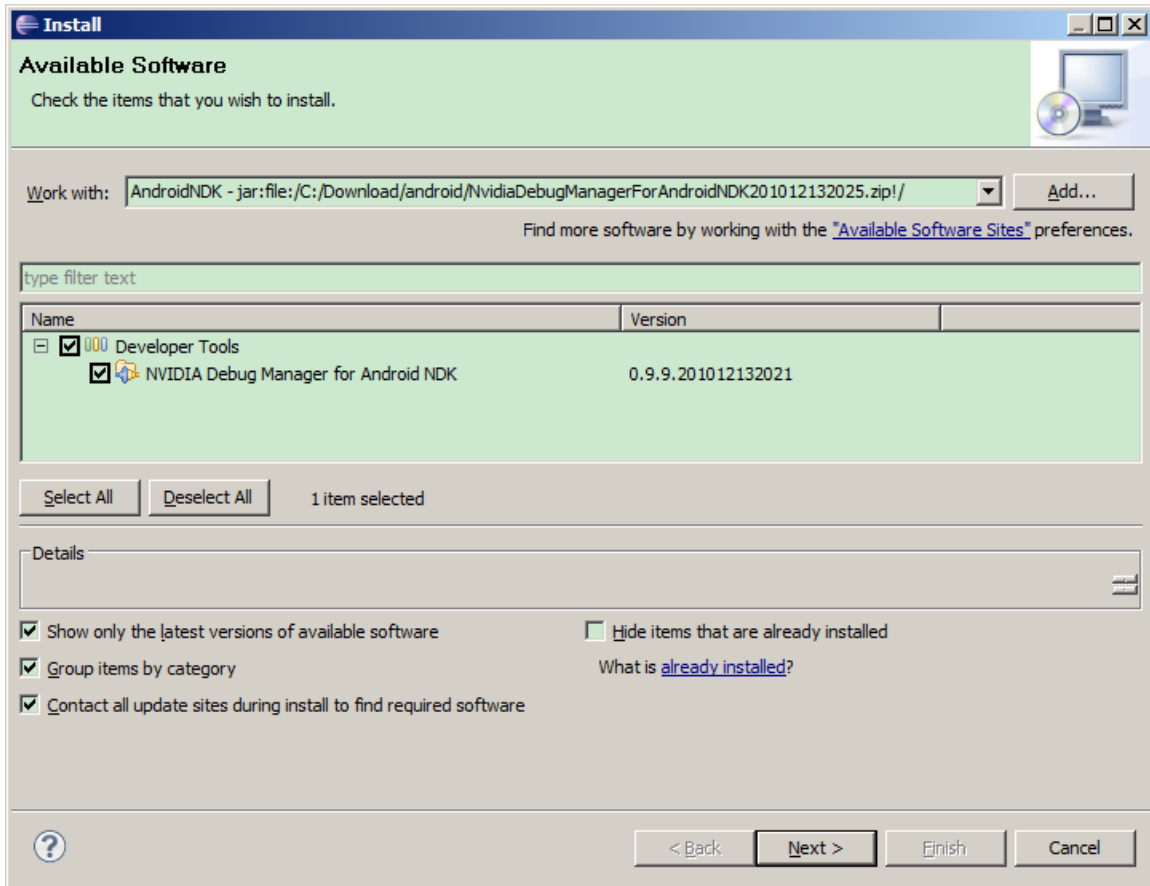 Install
Available Software
Check the items that you wish to install.
Work with: AndroidNDK - jar:file:/C:/Download/android/NvidiaDebugManagerForAndroidNDK201012132025.zip!/ Add...
Find more software by working with the "Available Software Sites" preferences.
type filter text
Name Version
Developer Tools
NVIDIA Debug Manager for Android NDK 0.9.9.201012132021
Select All Deselect All 1 item selected
Details
Show only the latest versions of available software Hide items that are already installed
Group items by category What is already installed?
Contact all update sites during install to find required software
? < Back Next > Finish Cancel